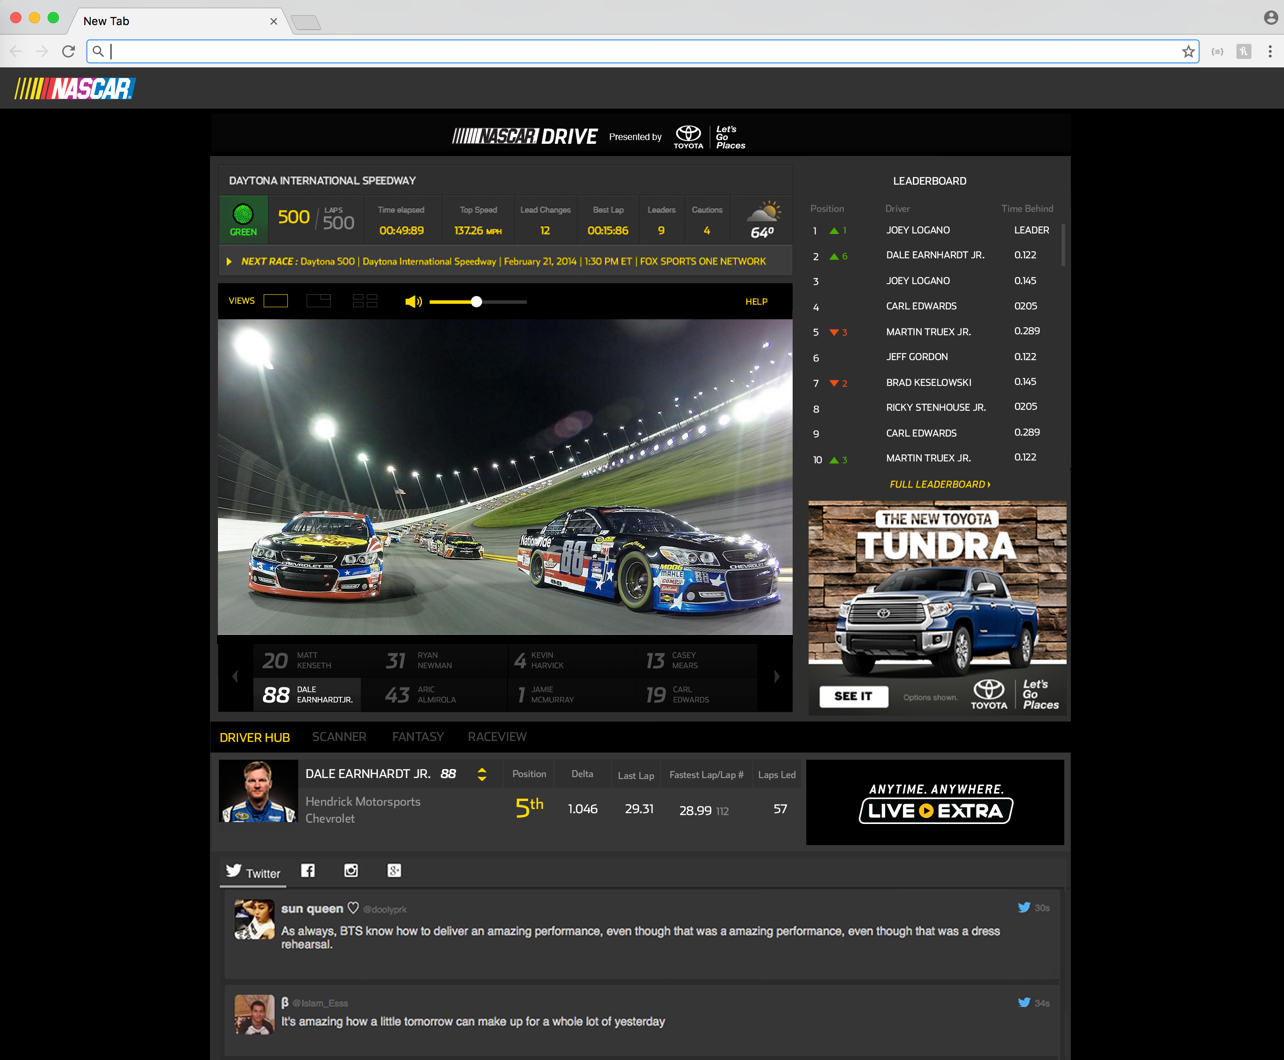 New Tab
NASCAR
NASCAR DRIVE Presented by TOYOTA Let's Go Places
DAYTONA INTERNATIONAL SPEEDWAY
GREEN
500 / LAPS 500
Time elapsed
00:49:89
Top Speed
137.26 MPH
Lead Changes
12
Best Lap
00:15:86
Leaders
9
Cautions
4
64º
NEXT RACE : Daytona 500 | Daytona International Speedway | February 21, 2014 | 1:30 PM ET | FOX SPORTS ONE NETWORK
VIEWS
HELP
Nationwide
88
MOOG
MAHLE
CHEVROLET
88
CHEVROLET SS
20 MATT KENSETH
31 RYAN NEWMAN
4 KEVIN HARVICK
13 CASEY MEARS
88 DALE EARNHARDTJR.
43 ARIC ALMIROLA
1 JAMIE MCMURRAY
19 CARL EDWARDS
LEADERBOARD
Position Driver Time Behind
1 1 JOEY LOGANO LEADER
2 6 DALE EARNHARDT JR. 0.122
3 JOEY LOGANO 0.145
4 CARL EDWARDS 0205
5 3 MARTIN TRUEX JR. 0.289
6 JEFF GORDON 0.122
7 2 BRAD KESELOWSKI 0.145
8 RICKY STENHOUSE JR. 0205
9 CARL EDWARDS 0.289
10 3 MARTIN TRUEX JR. 0.122
FULL LEADERBOARD
THE NEW TOYOTA
TUNDRA
SEE IT
Options shown.
TOYOTA
Let's
Go
Places
DRIVER HUB SCANNER FANTASY RACEVIEW
DALE EARNHARDT JR. 88
Hendrick Motorsports
Chevrolet
Position
5th
Delta
1.046
Last Lap
29.31
Fastest Lap/Lap #
28.99 112
Laps Led
57
ANYTIME. ANYWHERE.
LIVE EXTRA
Twitter
sun queen ♡ @doolyprk 30s
As always, BTS know how to deliver an amazing performance, even though that was a amazing performance, even though that was a dress
rehearsal.
β @Islam_Esss 34s
It's amazing how a little tomorrow can make up for a whole lot of yesterday